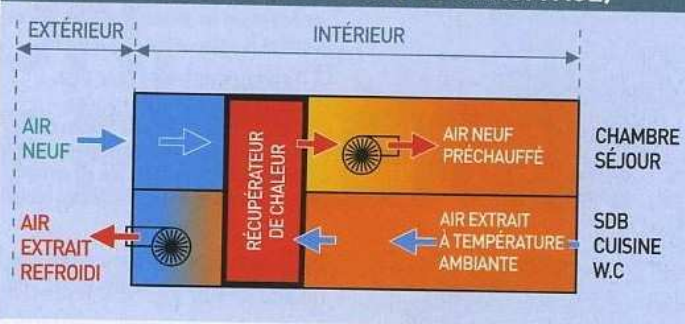 EXTÉRIEUR
INTÉRIEUR
AIR
NEUF
RÉCUPÉRATEUR
DE CHALEUR
AIR NEUF
PRÉCHAUFFÉ
CHAMBRE
SÉJOUR
AIR
EXTRAIT
REFROIDI
AIR EXTRAIT
À TEMPÉRATURE
AMBIANTE
SDB
CUISINE
W.C